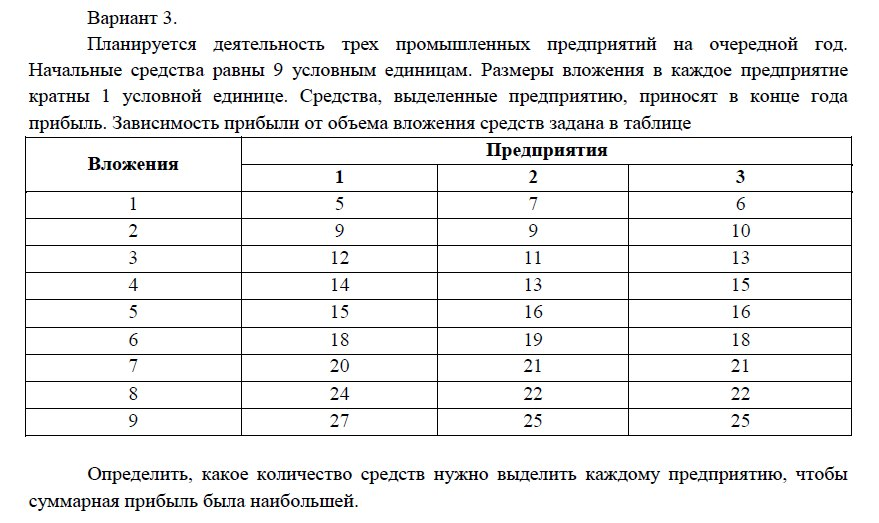 Вариант 3.
Планируется деятельность трех промышленных предприятий на очередной год.
Начальные средства равны 9 условным единицам. Размеры вложения в каждое предприятие
кратны 1 условной единице. Средства, выделенные предприятию, приносят в конце года
прибыль. Зависимость прибыли от объема вложения средств задана в таблице
Вложения Предприятия
1 2 3
1 5 7 6
2 9 9 10
3 12 11 13
4 14 13 15
5 15 16 16
6 18 19 18
7 20 21 21
8 24 22 22
9 27 25 25
Определить, какое количество средств нужно выделить каждому предприятию, чтобы
суммарная прибыль была наибольшей.